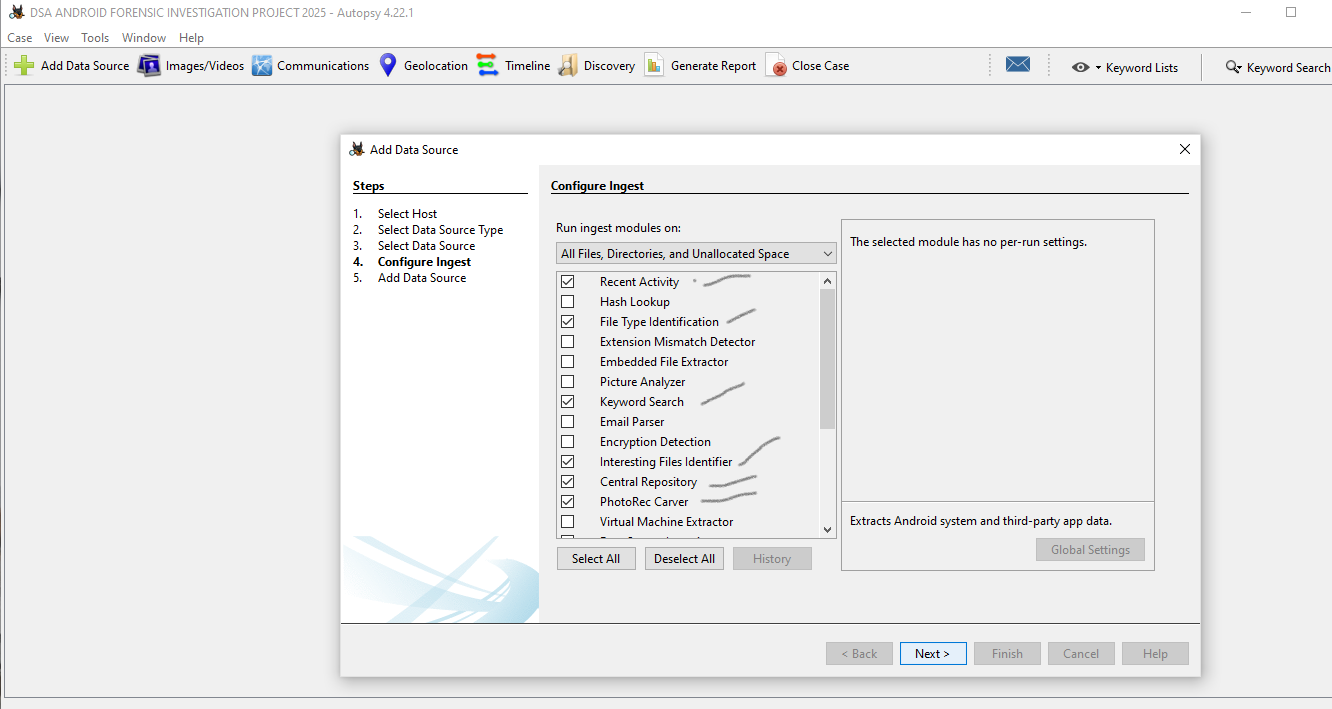 DSA ANDROID FORENSIC INVESTIGATION PROJECT 2025 - Autopsy 4.22.1
Case View Tools Window Help
Add Data Source Images/Videos Communications Geolocation Timeline Discovery Generate Report Close Case Keyword Lists Keyword Search
Add Data Source
Steps
1. Select Host
2. Select Data Source Type
3. Select Data Source
4. Configure Ingest
5. Add Data Source
Configure Ingest
Run ingest modules on:
All Files, Directories, and Unallocated Space
Recent Activity
Hash Lookup
File Type Identification
Extension Mismatch Detector
Embedded File Extractor
Picture Analyzer
Keyword Search
Email Parser
Encryption Detection
Interesting Files Identifier
Central Repository
PhotoRec Carver
Virtual Machine Extractor
Select All Deselect All History
The selected module has no per-run settings.
Extracts Android system and third-party app data.
Global Settings
< Back Next > Finish Cancel Help